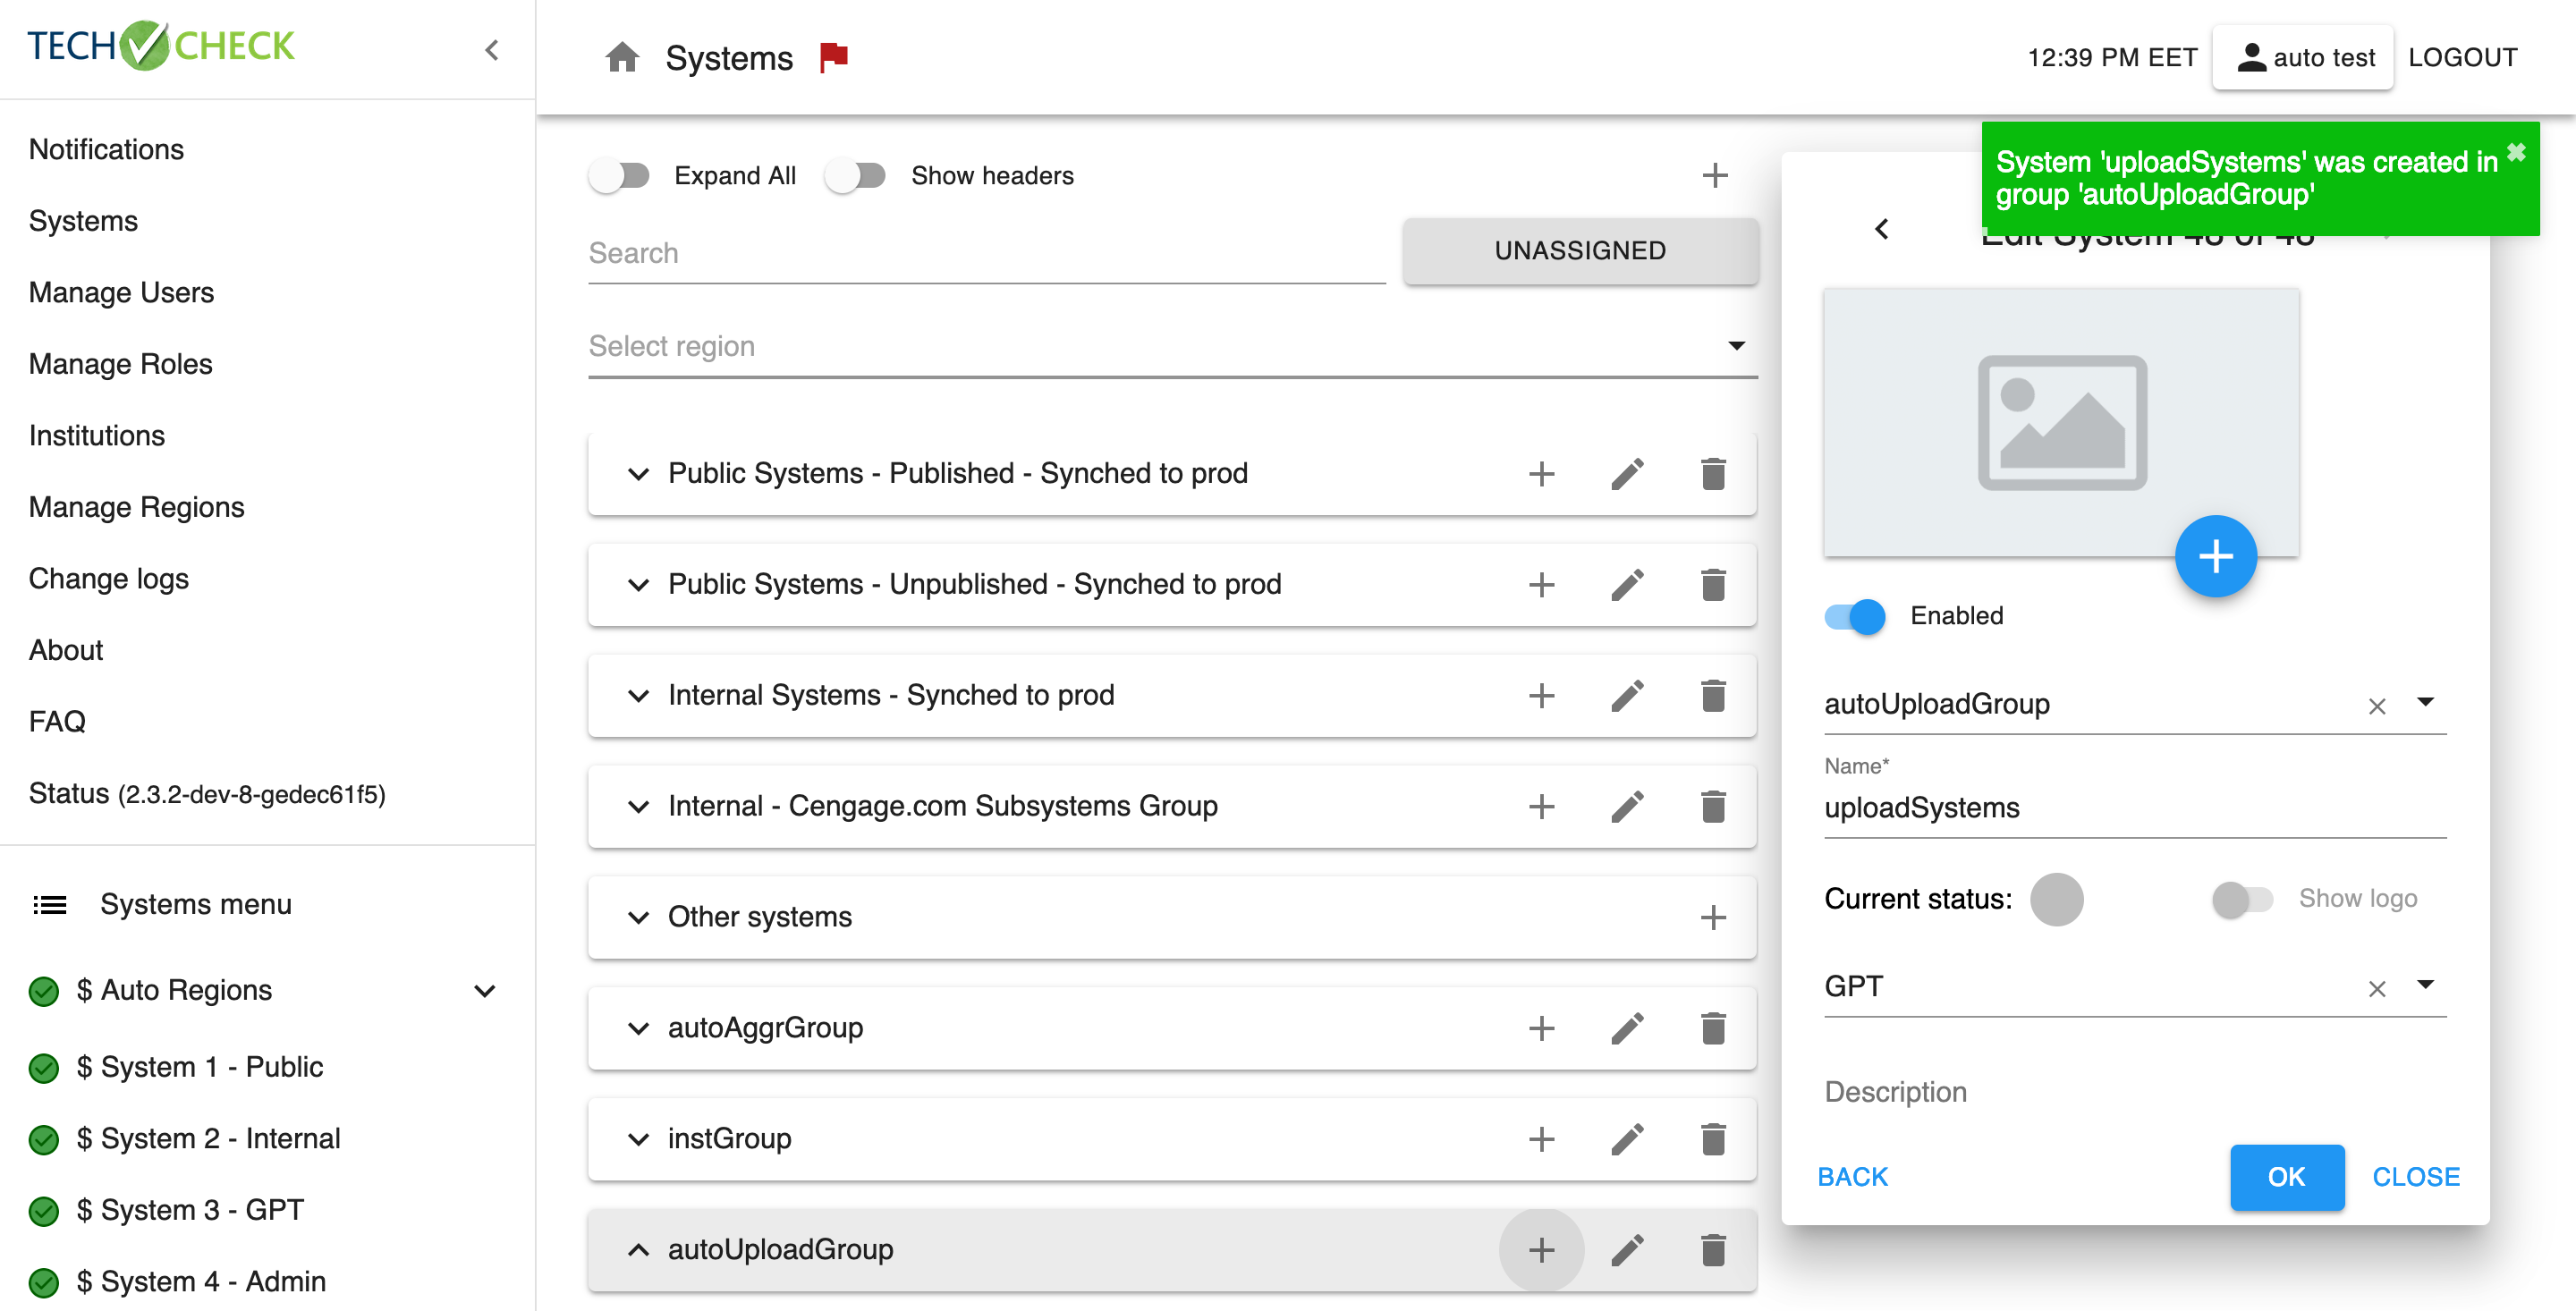 TECH CHECK
Systems
12:39 PM EET
auto test
LOGOUT
Notifications
Systems
Manage Users
Manage Roles
Institutions
Manage Regions
Change logs
About
FAQ
Status (2.3.2-dev-8-gedec61f5)
Systems menu
$ Auto Regions
$ System 1 - Public
$ System 2 - Internal
$ System 3 - GPT
$ System 4 - Admin
Expand All
Show headers
Search
UNASSIGNED
Select region
Public Systems - Published - Synched to prod
Public Systems - Unpublished - Synched to prod
Internal Systems - Synched to prod
Internal - Cengage.com Subsystems Group
Other systems
autoAggrGroup
instGroup
autoUploadGroup
System 'uploadSystems' was created in
group 'autoUploadGroup'
Edit System 48 of 48
Enabled
autoUploadGroup
Name*
uploadSystems
Current status:
Show logo
GPT
Description
BACK
OK
CLOSE